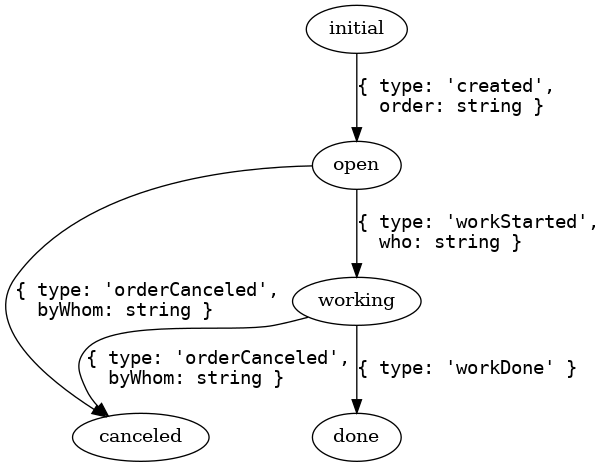 initial
{ type: 'created',
order: string }
open
{ type: 'workStarted',
who: string }
{ type: 'orderCanceled',
byWhom: string }
working
{ type: 'orderCanceled',
byWhom: string }
{ type: 'workDone' }
canceled
done